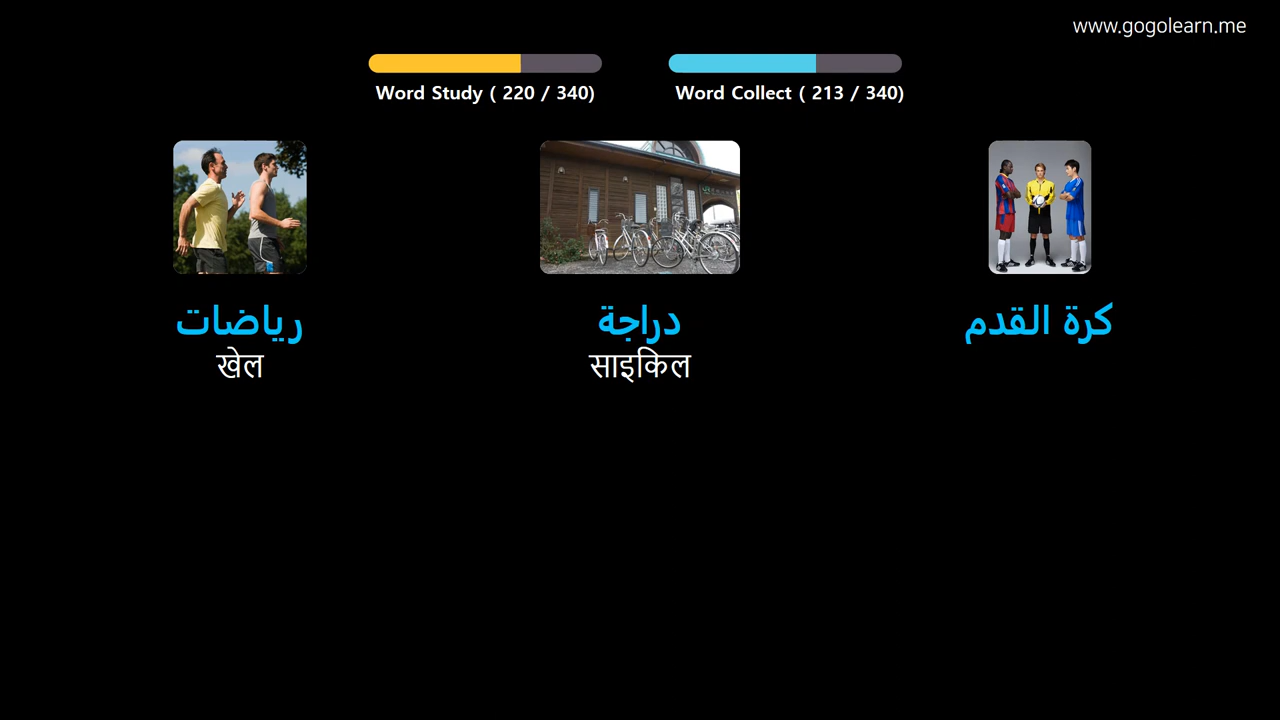 www.gogolearn.me
Word Study ( 220 / 340)
Word Collect ( 213 / 340)
رياضات
खेल
دراجة
साइकिल
كرة القدم